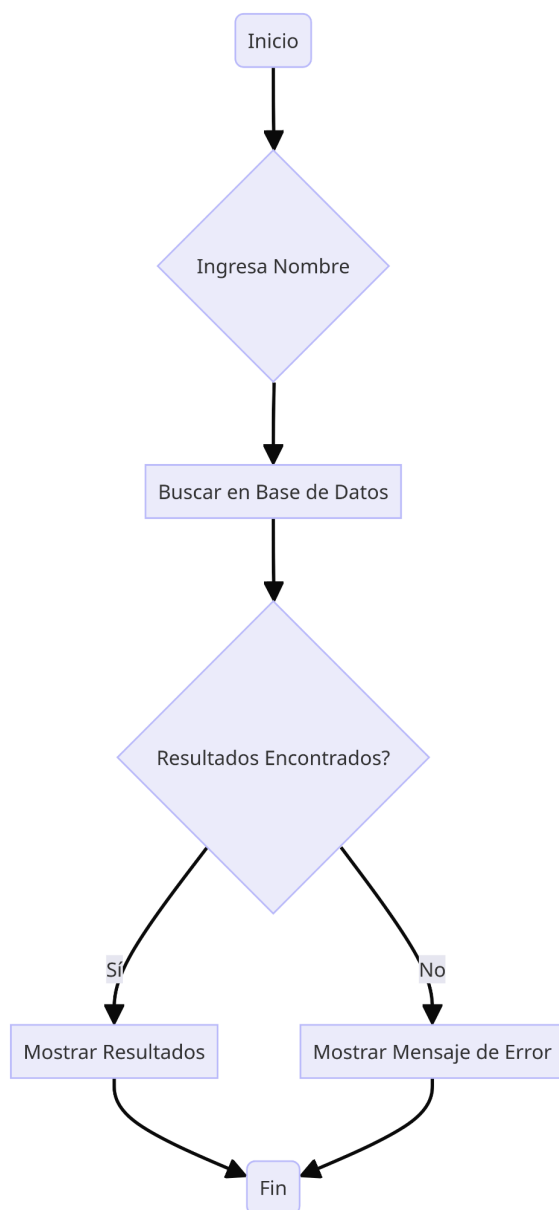 Inicio
Ingresa Nombre
Buscar en Base de Datos
Resultados Encontrados?
Sí
No
Mostrar Resultados
Mostrar Mensaje de Error
Fin